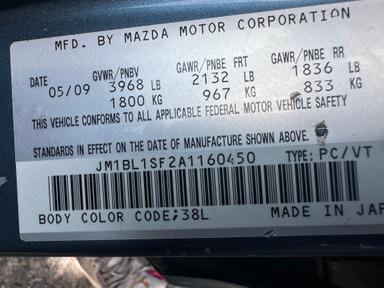 MFD. BY MAZDA MOTOR CORPORATION
GVWR/PNBV GAWR/PNBE FRT GAWR/PNBE RR
DATE 05/09 3968 LB 2132 LB 1836 LB
1800 KG 967 KG 833 KG
THIS VEHICLE CONFORMS TO ALL APPLICABLE FEDERAL MOTOR VEHICLE SAFETY
STANDARDS IN EFFECT ON THE DATE OF MANUFACTURE SHOWN ABOVE.
JM1BL1SF2A1160450 TYPE: PC/VT
BODY COLOR CODE;38L MADE IN JAP